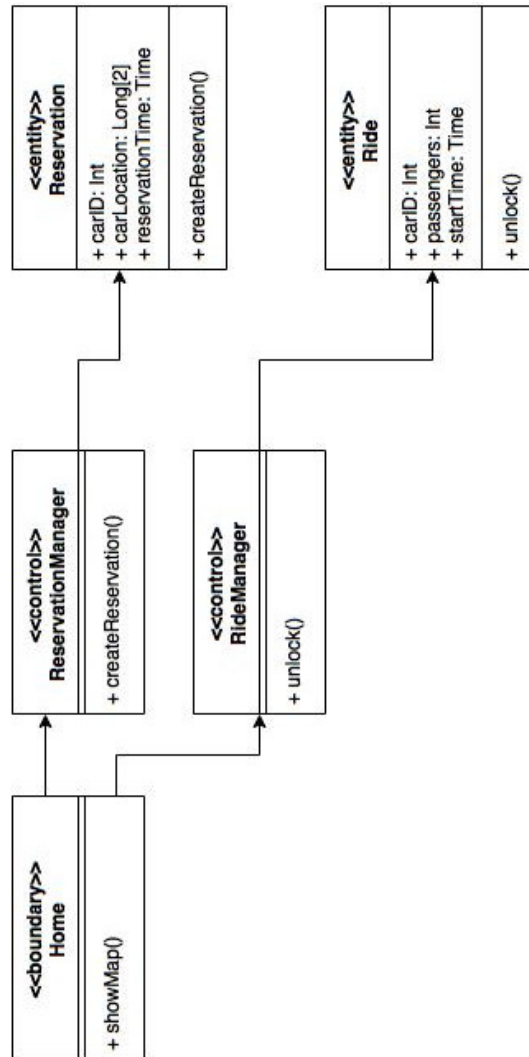 <<boundary>>
Home
+ showMap()
<<control>>
ReservationManager
+ createReservation()
<<control>>
RideManager
+ unlock()
<<entity>>
Reservation
+ carID: Int
+ carLocation: Long[2]
+ reservationTime: Time
+ createReservation()
<<entity>>
Ride
+ carID: Int
+ passengers: Int
+ startTime: Time
+ unlock()